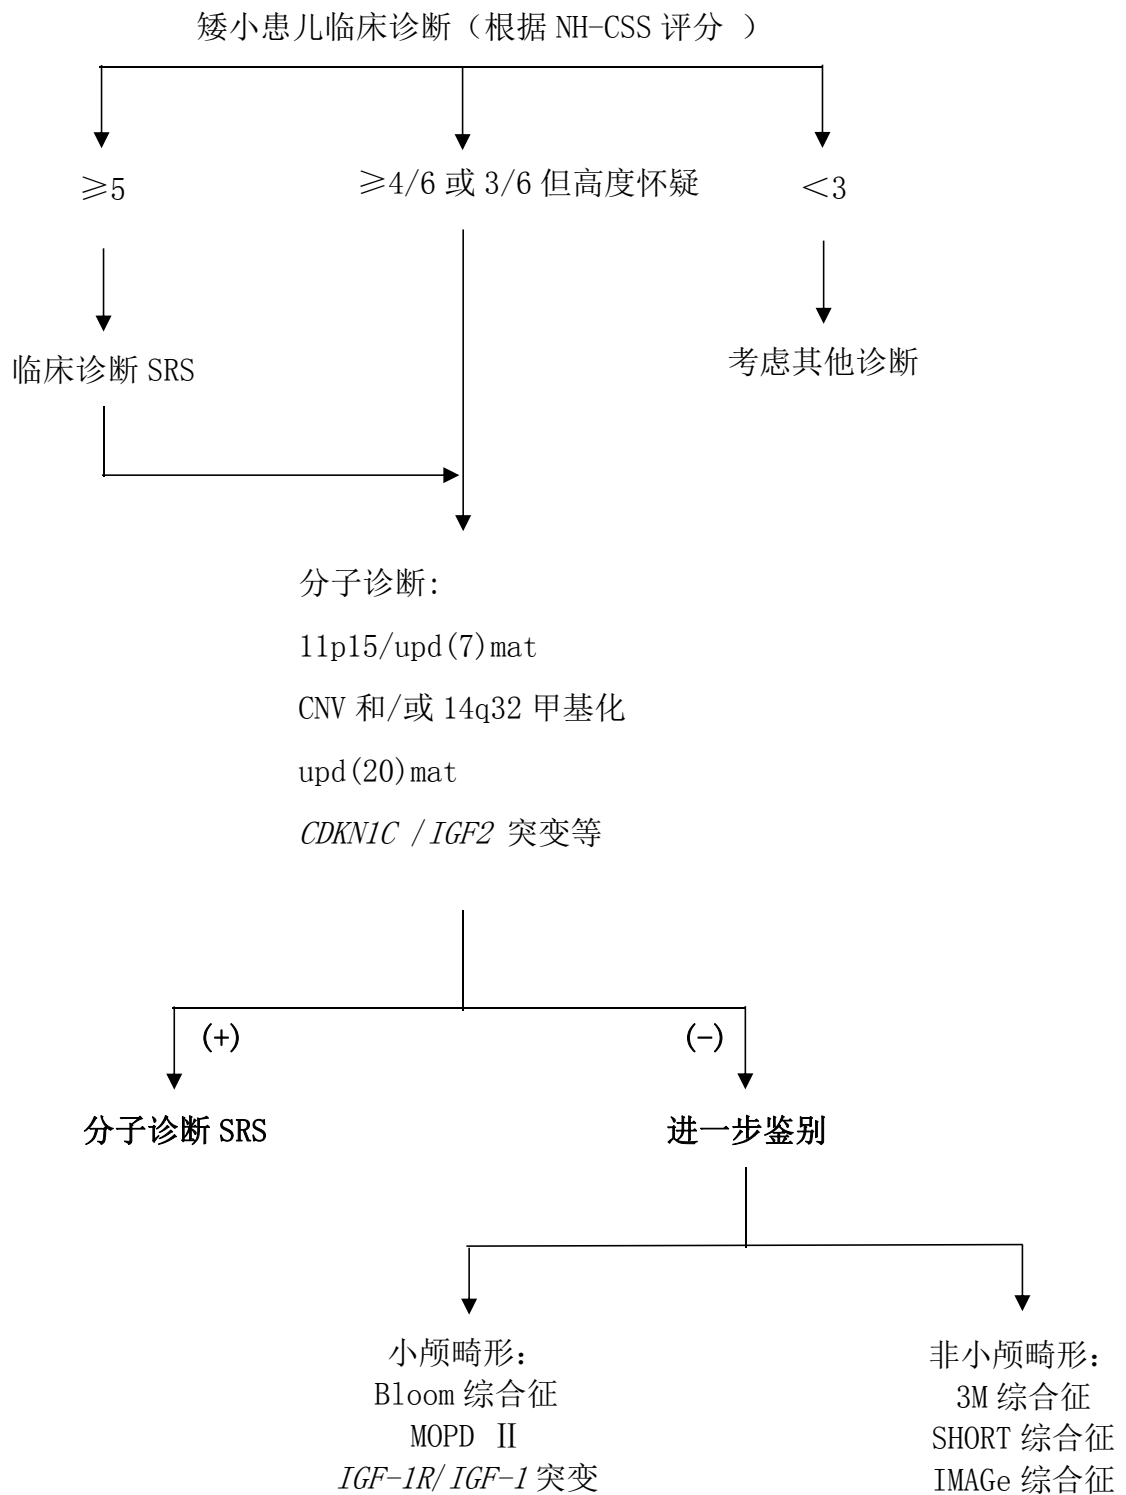 矮小患儿临床诊断（根据 NH-CSS 评分 ）
≥5
≥4/6 或 3/6 但高度怀疑
＜3
临床诊断 SRS
考虑其他诊断
分子诊断:
11p15/upd(7)mat
CNV 和/或 14q32 甲基化
upd(20)mat
CDKN1C /IGF2 突变等
(+)
(-)
分子诊断 SRS
进一步鉴别
小颅畸形：
Bloom 综合征
MOPD Ⅱ
IGF-1R/IGF-1 突变
非小颅畸形：
3M 综合征
SHORT 综合征
IMAGe 综合征